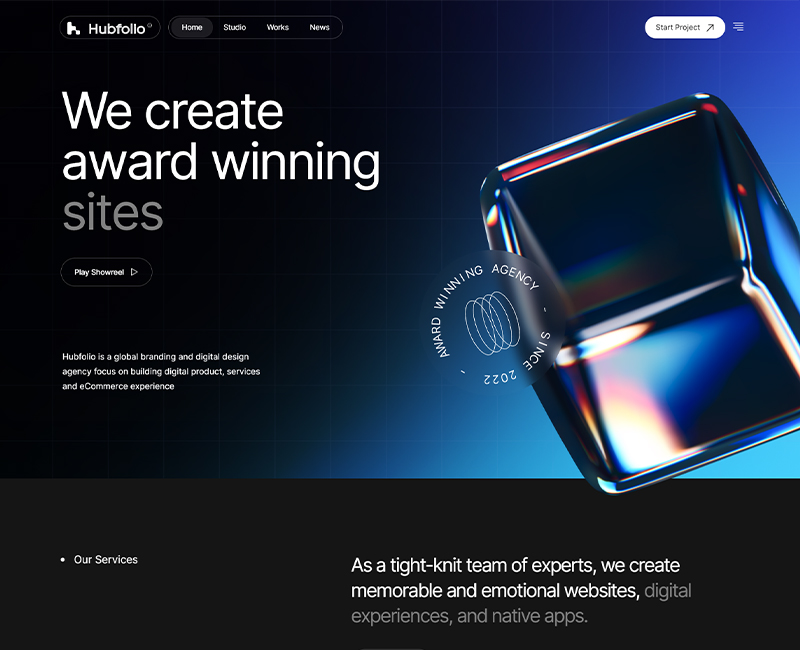 Hubfolio
Home Studio Works News
Start Project
We create
award winning
sites
Play Showreel
AWARD WINNING AGENCY - SINCE 2022 -
Hubfolio is a global branding and digital design
agency focus on building digital product, services
and eCommerce experience
• Our Services
As a tight-knit team of experts, we create
memorable and emotional websites, digital
experiences, and native apps.